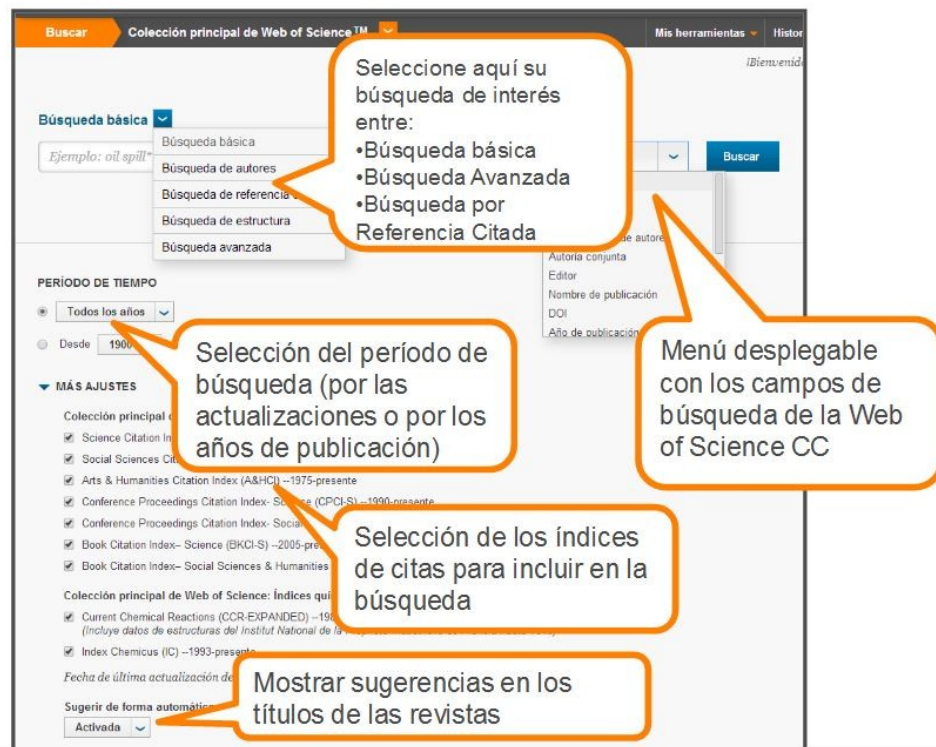 Buscar
Colección principal de Web of Science™
Mis herramientas
¡Bienvenido
Búsqueda básica
Ejemplo: oil spill*
Búsqueda básica
Búsqueda de autores
Búsqueda de referencia
Búsqueda de estructura
Búsqueda avanzada
Seleccione aquí su
búsqueda de interés
entre:
•Búsqueda básica
•Búsqueda Avanzada
•Búsqueda por
Referencia Citada
Buscar
de autores
Autoría conjunta
Editor
Nombre de publicación
DOI
Año de publicación
Menú desplegable
con los campos de
búsqueda de la Web
of Science CC
PERÍODO DE TIEMPO
Todos los años
Desde 1900
Selección del período de
búsqueda (por las
actualizaciones o por los
años de publicación)
MÁS AJUSTES
Colección principal
Science Citation
Social Sciences
Arts & Humanities Citation Index (A&HCI) --1975-presente
Conference Proceedings Citation Index- (CPCI-S) --1990-presente
Conference Proceedings Citation Index- Social
Book Citation Index– Science (BKCI-S) --2005-
Book Citation Index– Social Sciences & Humanities
Selección de los índices
de citas para incluir en la
búsqueda
Colección principal de Web of Science: Índices
Current Chemical Reactions (CCR-EXPANDED)
(Incluye datos de estructuras del Institut National de la
Index Chemicus (IC) --1993-presente
Fecha de última actualización
Mostrar sugerencias en los
títulos de las revistas
Sugerir de forma
Activada